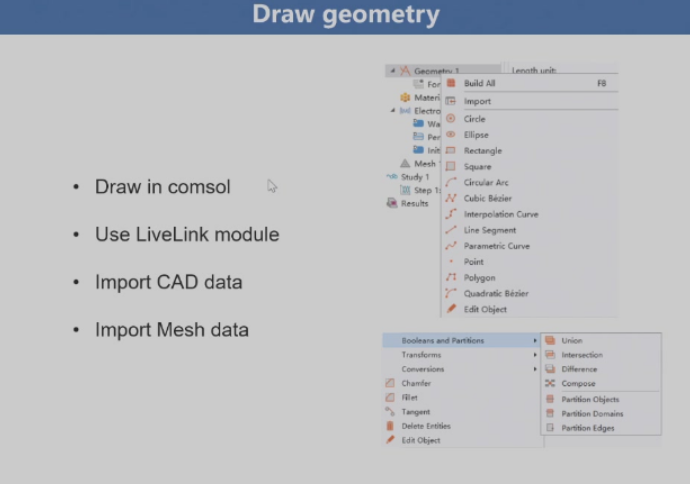 Draw geometry
• Draw in comsol
• Use LiveLink module
• Import CAD data
• Import Mesh data
Geometry 1
Length unit:
For
Materi
Electro
Wa
Per
Init
Mesh
Study 1
Step 1:
Results
Build All F8
Import
Circle
Ellipse
Rectangle
Square
Circular Arc
Cubic Bézier
Interpolation Curve
Line Segment
Parametric Curve
Point
Polygon
Quadratic Bézier
Edit Object
Booleans and Partitions
Transforms
Conversions
Chamfer
Fillet
Tangent
Delete Entities
Edit Object
Union
Intersection
Difference
Compose
Partition Objects
Partition Domains
Partition Edges